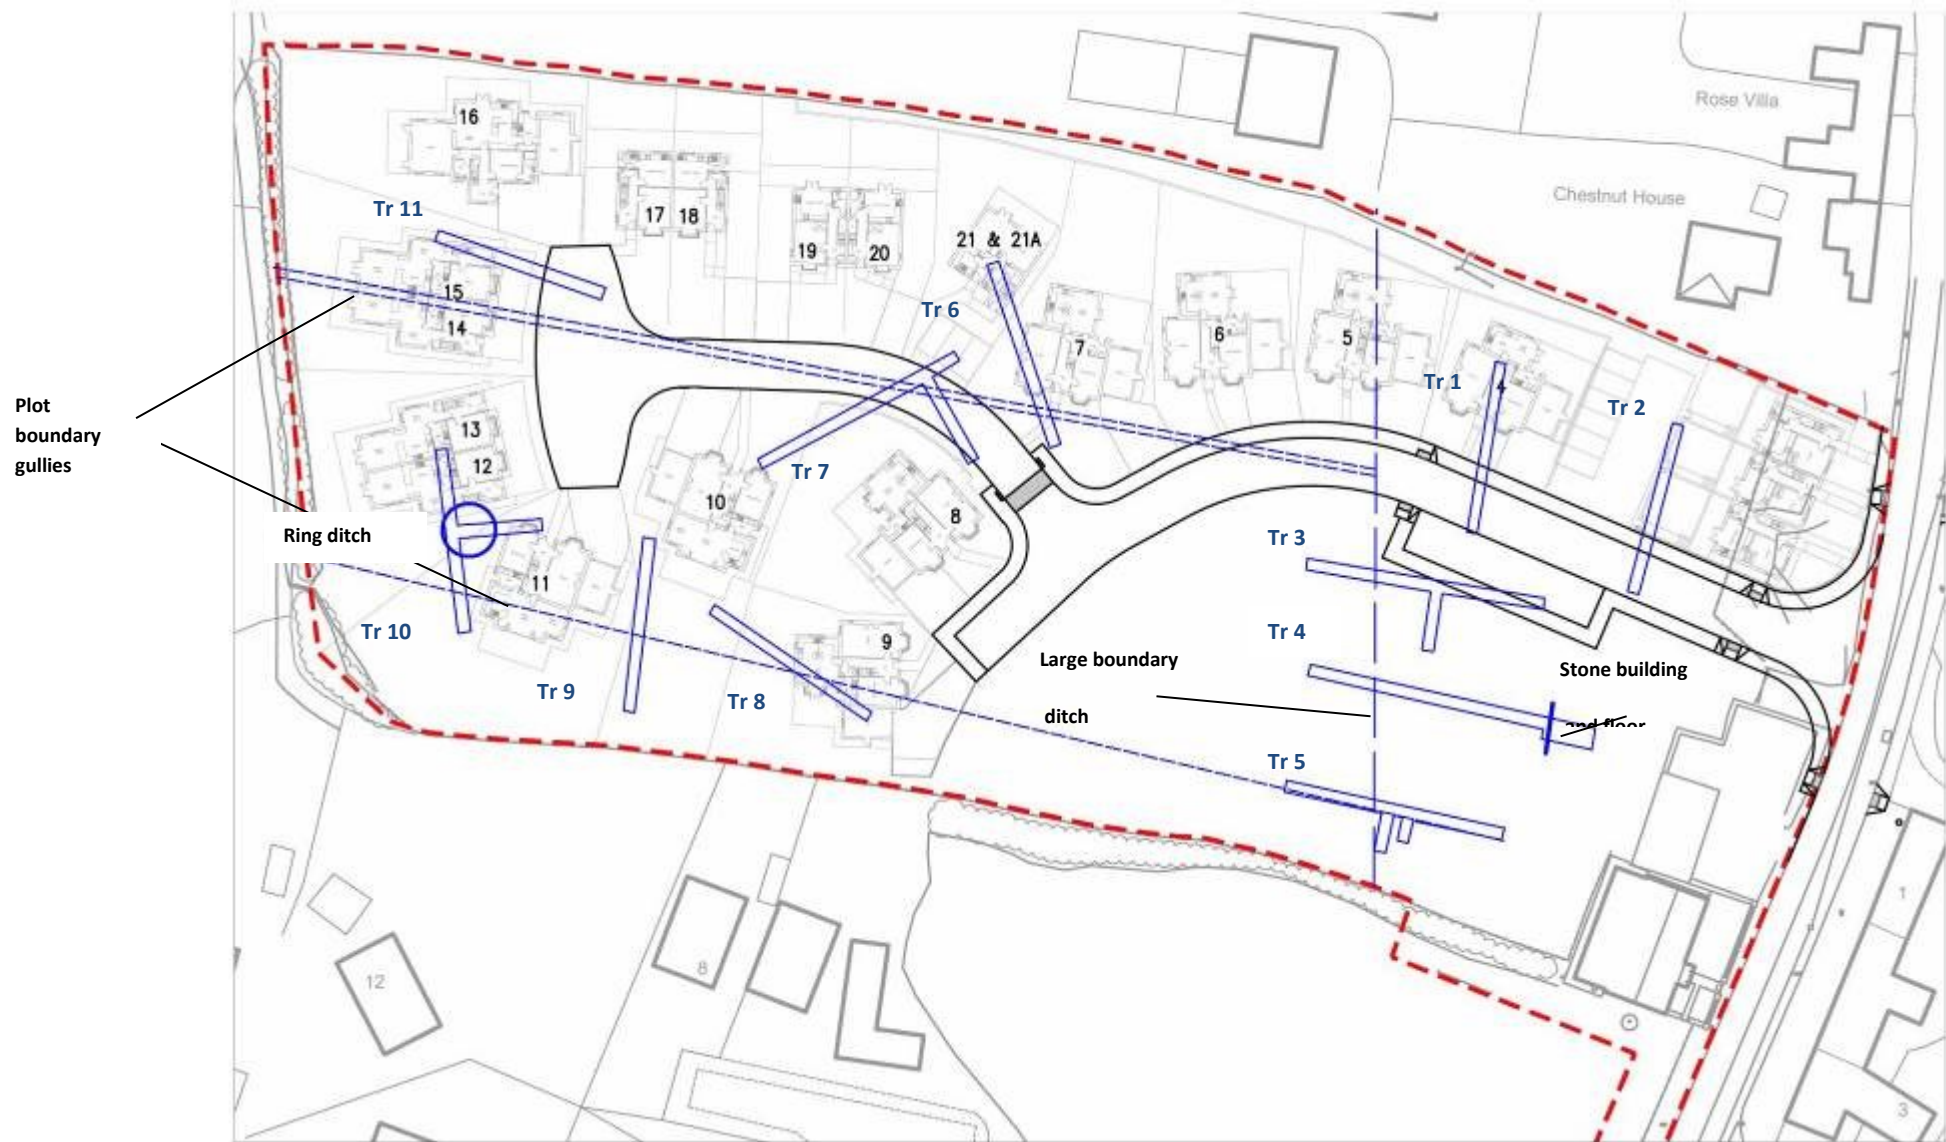 Rose Villa
16
Chestnut House
Tr 11
17 18
19 20
21 & 21A
15
14
Tr 6
7
6
5
Tr 1
4
Tr 2
Plot
boundary
gullies
13
12
Tr 7
10
8
Ring ditch
11
Tr 3
Tr 10
9
Tr 4
Large boundary
ditch
Stone building
and floor
Tr 9
Tr 8
Tr 5
1
12
8
3